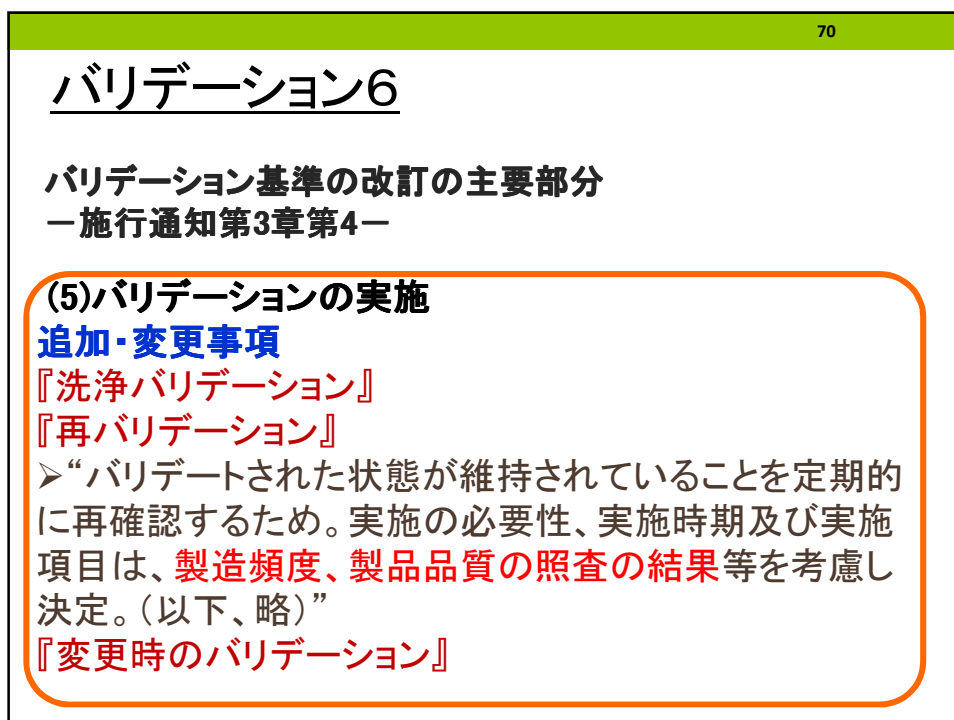 70
バリデーション６
バリデーション基準の改訂の主要部分
－施行通知第3章第4－
(5)バリデーションの実施
追加・変更事項
『洗浄バリデーション』
『再バリデーション』
➢“バリデートされた状態が維持されていることを定期的
に再確認するため。実施の必要性、実施時期及び実施
項目は、製造頻度、製品品質の照査の結果等を考慮し
決定。（以下、略）”
『変更時のバリデーション』